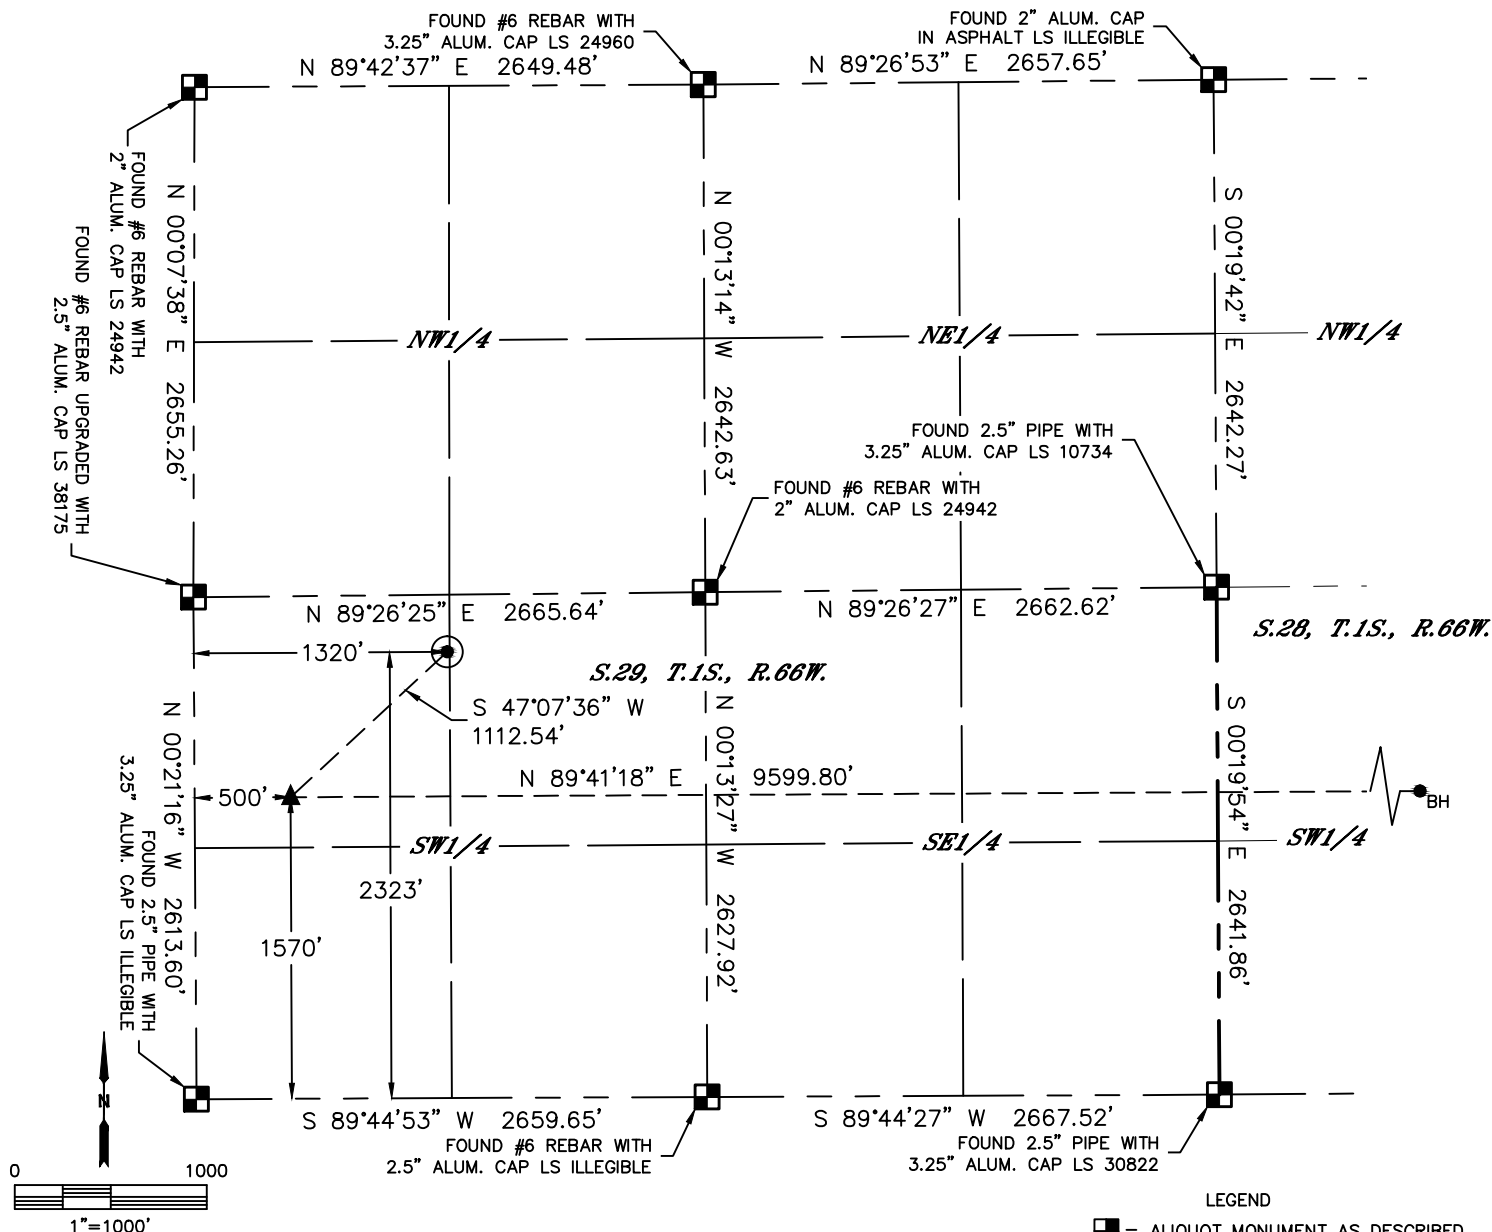 FOUND #6 REBAR WITH
3.25" ALUM. CAP LS 24960
N 89°42'37" E 2649.48'
FOUND 2" ALUM. CAP
IN ASPHALT LS ILLEGIBLE
N 89°26'53" E 2657.65'
FOUND #6 REBAR WITH
2" ALUM. CAP LS 24942
N 00°07'38" E 2655.26'
FOUND #6 REBAR UPGRADED WITH
2.5" ALUM. CAP LS 38175
N 00°13'14" W 2642.63'
S 00°19'42" E 2642.27'
NW1/4
NE1/4
NW1/4
FOUND 2.5" PIPE WITH
3.25" ALUM. CAP LS 10734
FOUND #6 REBAR WITH
2" ALUM. CAP LS 24942
N 89°26'25" E 2665.64'
N 89°26'27" E 2662.62'
S.28, T.1S., R.66W.
1320'
S.29, T.1S., R.66W.
S 47°07'36" W
1112.54'
N 00°21'16" W 2613.60'
FOUND 2.5" PIPE WITH
3.25" ALUM. CAP LS ILLEGIBLE
N 00°13'27" W 2627.92'
S 00°19'54" E 2641.86'
N 89°41'18" E 9599.80'
500'
BH
SW1/4
SE1/4
SW1/4
2323'
1570'
N
S 89°44'53" W 2659.65'
S 89°44'27" W 2667.52'
FOUND #6 REBAR WITH
2.5" ALUM. CAP LS ILLEGIBLE
FOUND 2.5" PIPE WITH
3.25" ALUM. CAP LS 30822
0 1000
1"=1000'
LEGEND
= ALIQUOT MONUMENT AS DESCRIBED